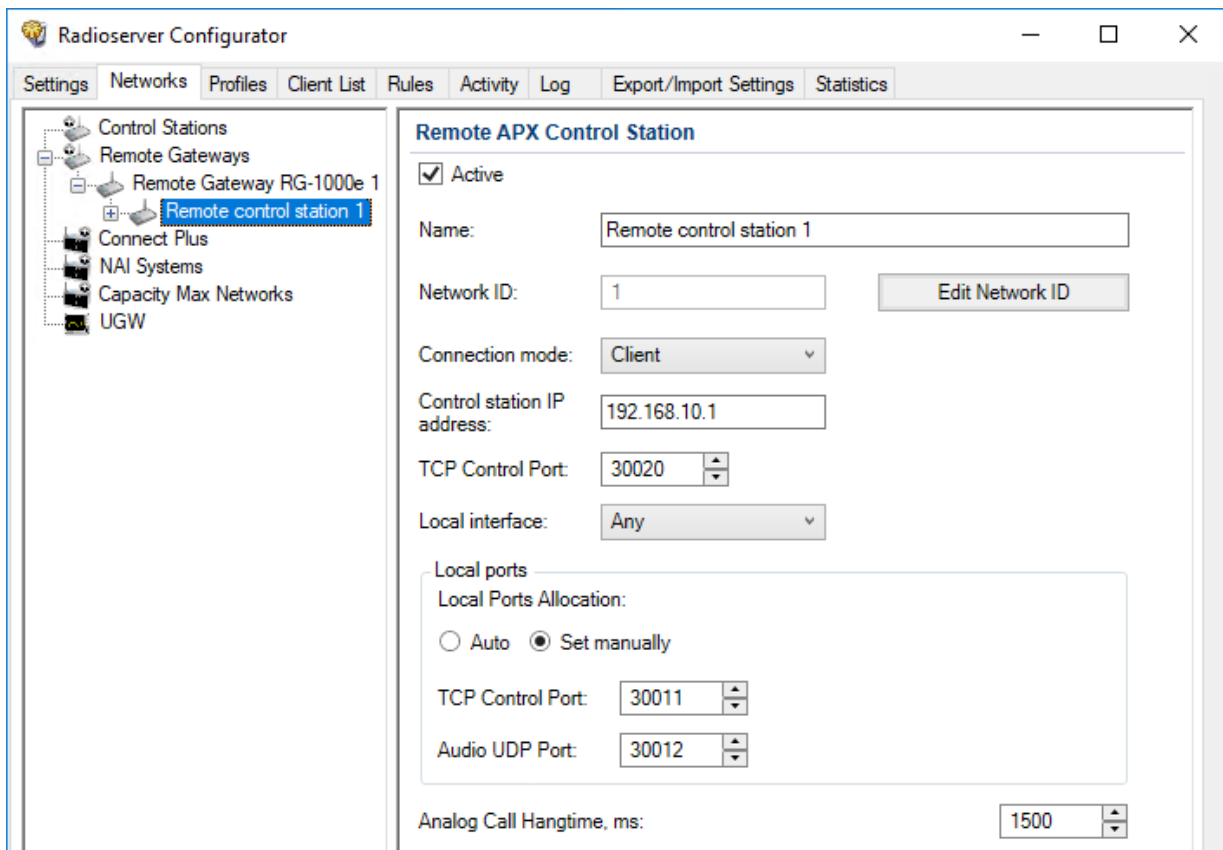 Radioserver Configurator
Settings Networks Profiles Client List Rules Activity Log Export/Import Settings Statistics
Control Stations
Remote Gateways
Remote Gateway RG-1000e 1
Remote control station 1
Connect Plus
NAI Systems
Capacity Max Networks
UGW
Remote APX Control Station
Active
Name: Remote control station 1
Network ID: 1 Edit Network ID
Connection mode: Client
Control station IP
address: 192.168.10.1
TCP Control Port: 30020
Local interface: Any
Local ports
Local Ports Allocation:
Auto Set manually
TCP Control Port: 30011
Audio UDP Port: 30012
Analog Call Hangtime, ms: 1500